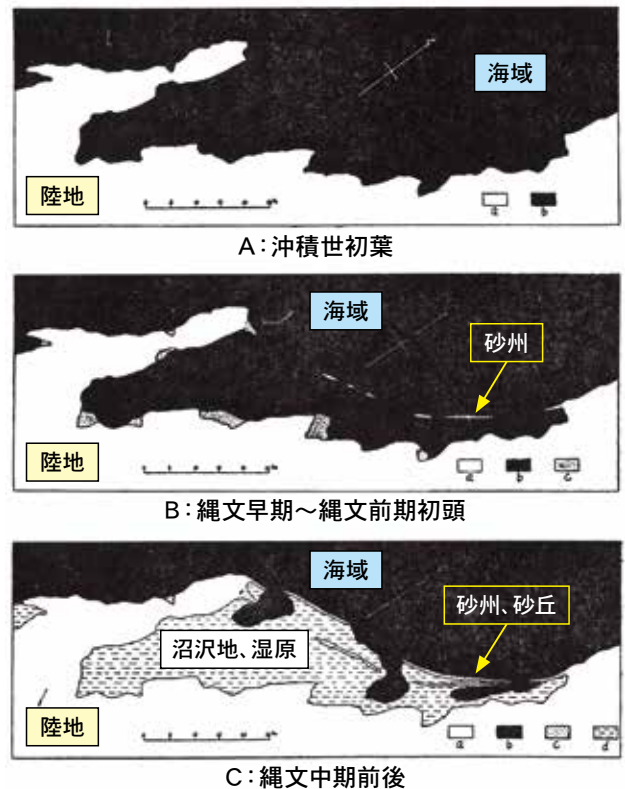 海域
陸地
a b
A：沖積世初葉
海域
砂州
陸地
a b c
B：縄文早期～縄文前期初頭
海域
砂州、砂丘
沼沢地、湿原
陸地
a b c d
C：縄文中期前後